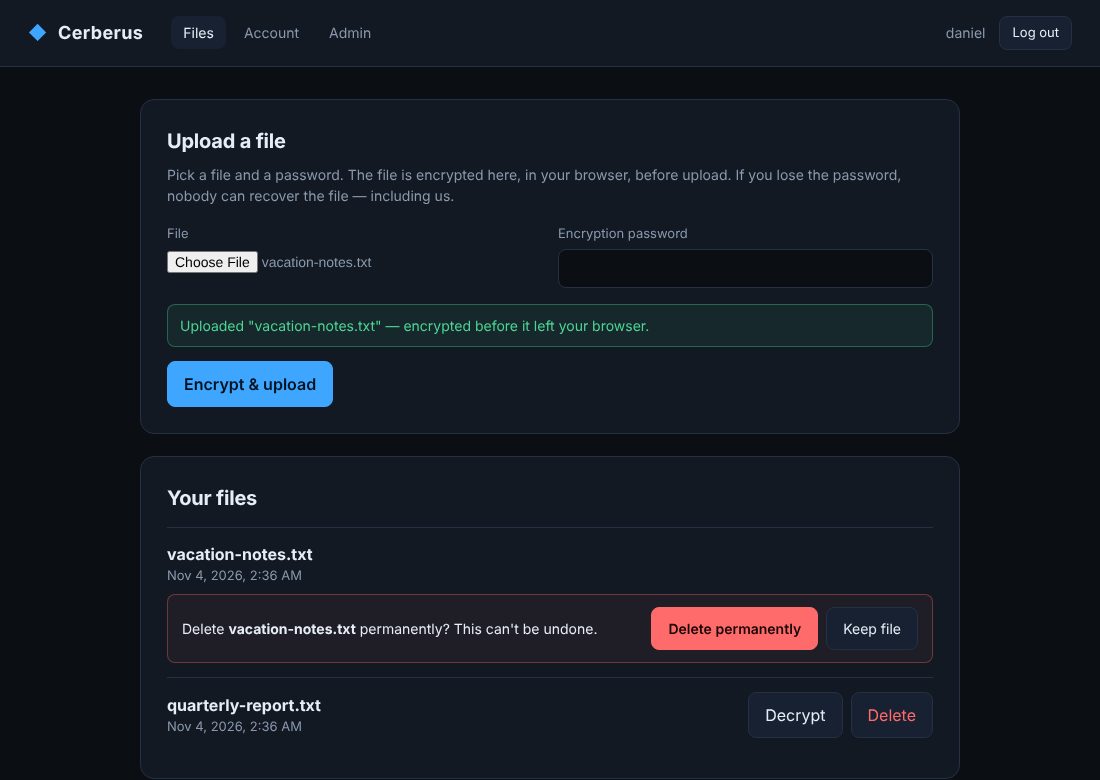 Cerberus Files Account Admin daniel Log out
Upload a file
Pick a file and a password. The file is encrypted here, in your browser, before upload. If you lose the password,
nobody can recover the file — including us.
File Encryption password
Choose File vacation-notes.txt
Uploaded "vacation-notes.txt" — encrypted before it left your browser.
Encrypt & upload
Your files
vacation-notes.txt
Nov 4, 2026, 2:36 AM
Delete vacation-notes.txt permanently? This can't be undone. Delete permanently Keep file
quarterly-report.txt
Nov 4, 2026, 2:36 AM
Decrypt Delete